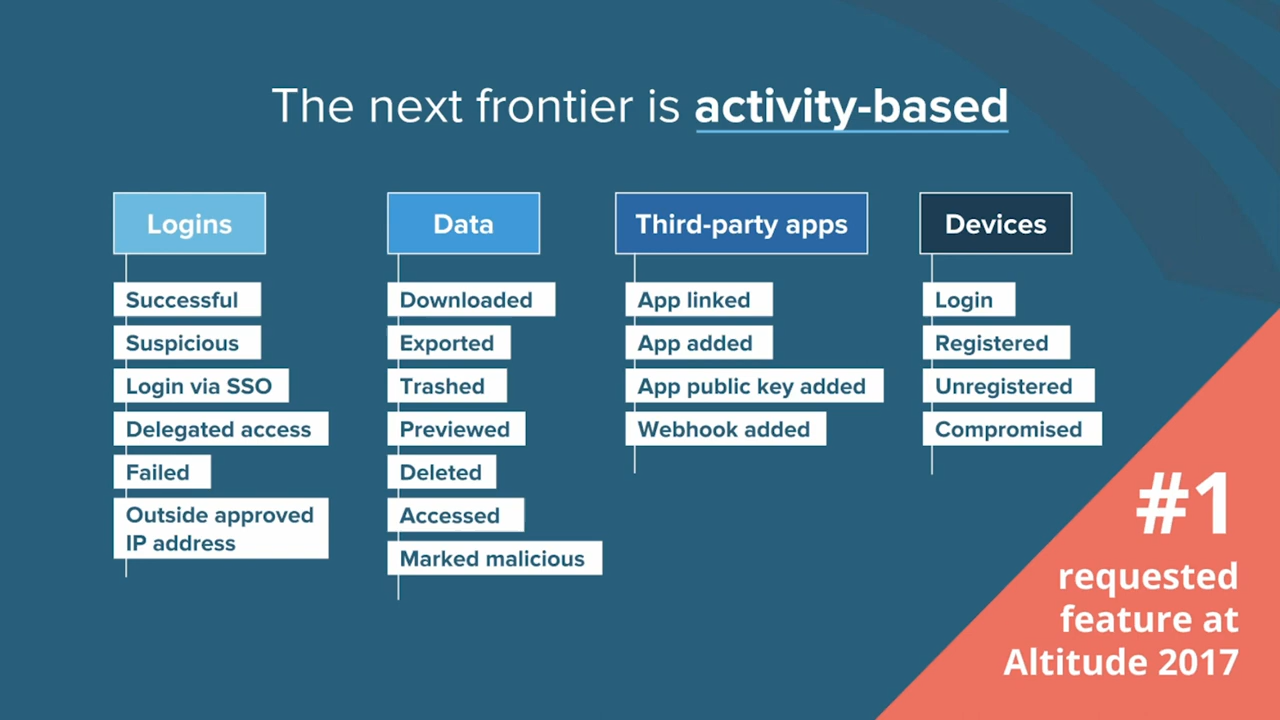 The next frontier is activity-based
Logins
Successful
Suspicious
Login via SSO
Delegated access
Failed
Outside approved
IP address
Data
Downloaded
Exported
Trashed
Previewed
Deleted
Accessed
Marked malicious
Third-party apps
App linked
App added
App public key added
Webhook added
Devices
Login
Registered
Unregistered
Compromised
#1
requested
feature at
Altitude 2017